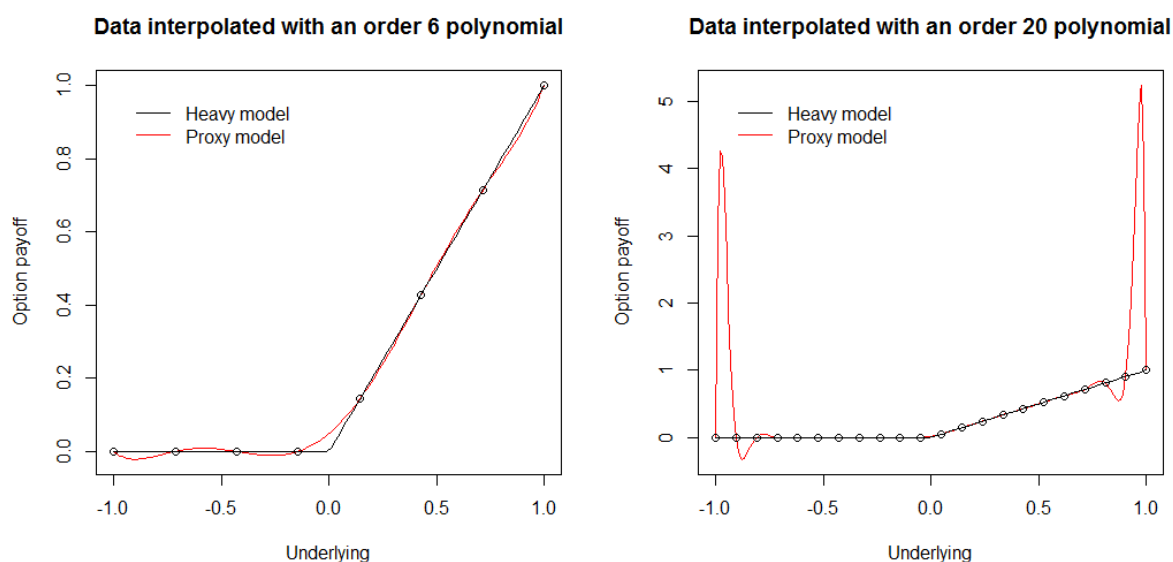 Data interpolated with an order 6 polynomial
1.0
0.8
0.6
0.4
0.2
0.0
Option payoff
Heavy model
Proxy model
-1.0 -0.5 0.0 0.5 1.0
Underlying
Data interpolated with an order 20 polynomial
5
4
3
2
1
0
Option payoff
Heavy model
Proxy model
-1.0 -0.5 0.0 0.5 1.0
Underlying